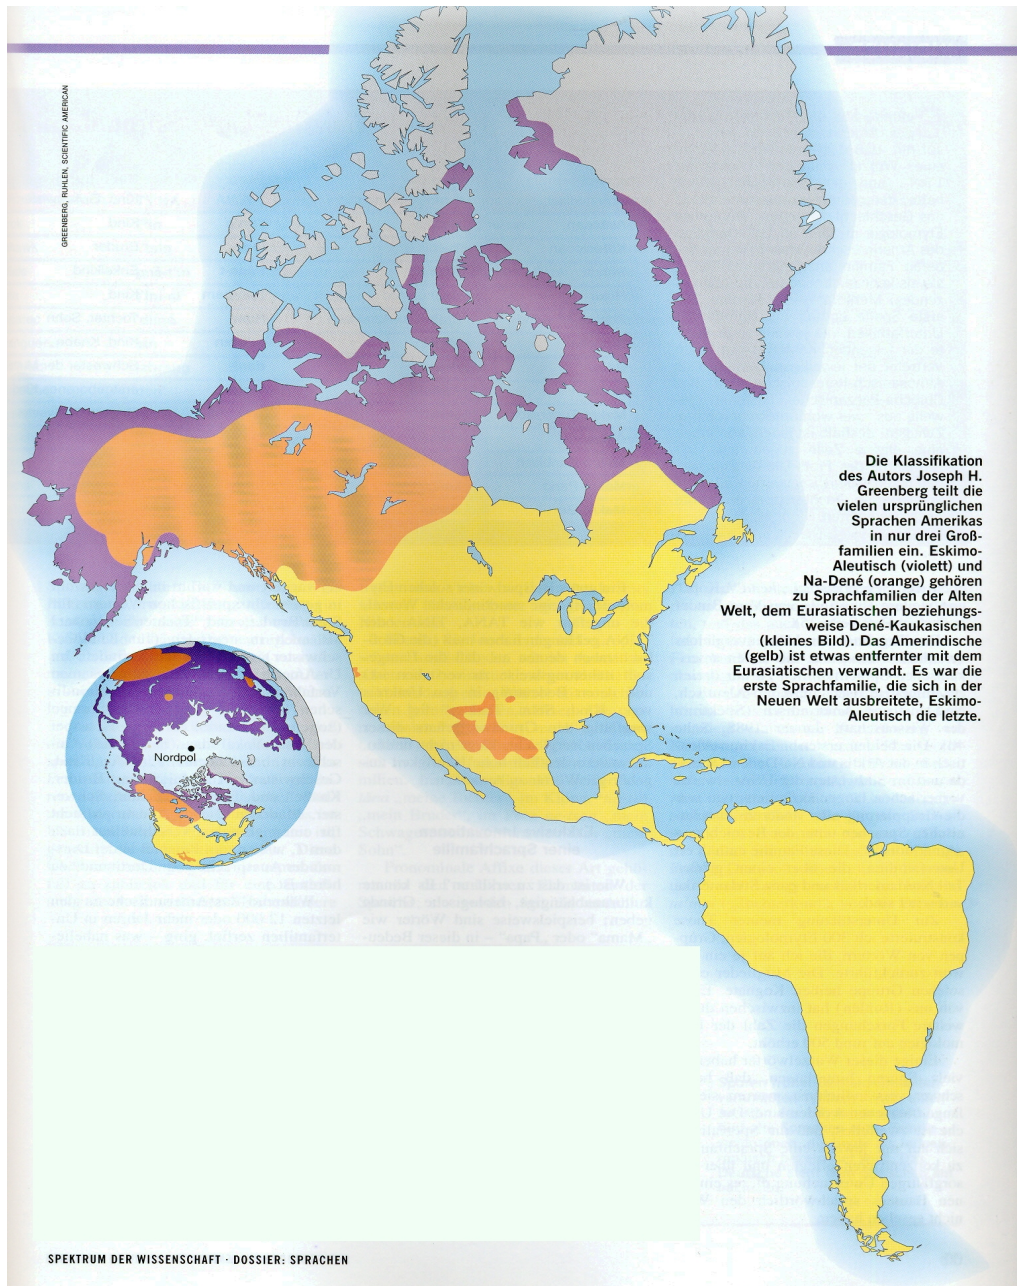 GREENBERG, RUHLEN, SCIENTIFIC AMERICAN
Die Klassifikation
des Autors Joseph H.
Greenberg teilt die
vielen ursprünglichen
Sprachen Amerikas
in nur drei Groß-
familien ein. Eskimo-
Aleutisch (violett) und
Na-Dené (orange) gehören
zu Sprachfamilien der Alten
Welt, dem Eurasiatischen beziehungs-
weise Dené-Kaukasischen
(kleines Bild). Das Amerindische
(gelb) ist etwas entfernter mit dem
Eurasiatischen verwandt. Es war die
erste Sprachfamilie, die sich in der
Neuen Welt ausbreitete, Eskimo-
Aleutisch die letzte.
Nordpol
SPEKTRUM DER WISSENSCHAFT · DOSSIER: SPRACHEN